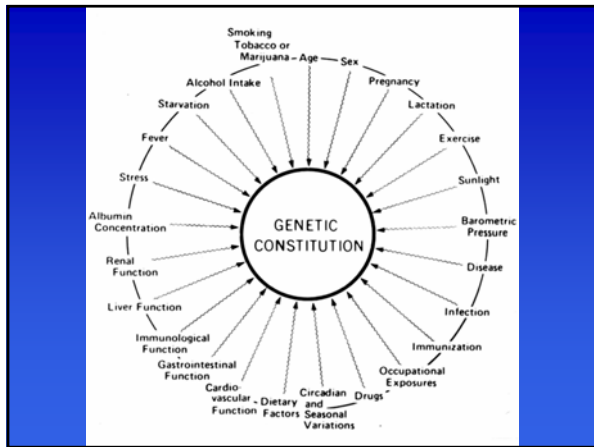 Smoking
Tobacco or
Marijuana
Age
Sex
Pregnancy
Lactation
Exercise
Sunlight
Barometric
Pressure
Disease
Infection
Immunization
Occupational
Exposures
Drugs
Circadian
and
Seasonal
Variations
Dietary
Factors
Cardio-
vascular
Function
Gastrointestinal
Function
Immunological
Function
Liver Function
Renal
Function
Albumin
Concentration
Stress
Fever
Starvation
Alcohol Intake
GENETIC
CONSTITUTION